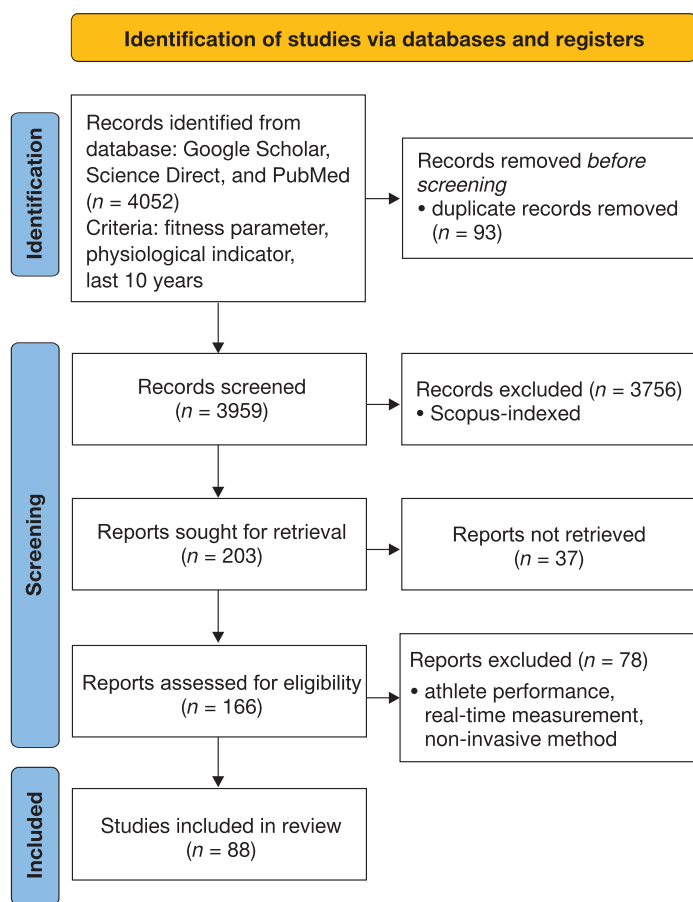 Identification of studies via databases and registers
Identification
Records identified from
database: Google Scholar,
Science Direct, and PubMed
(n = 4052)
Criteria: fitness parameter,
physiological indicator,
last 10 years
Records removed before
screening
• duplicate records removed
(n = 93)
Screening
Records screened
(n = 3959)
Records excluded (n = 3756)
• Scopus-indexed
Reports sought for retrieval
(n = 203)
Reports not retrieved
(n = 37)
Reports assessed for eligibility
(n = 166)
Reports excluded (n = 78)
• athlete performance,
real-time measurement,
non-invasive method
Included
Studies included in review
(n = 88)